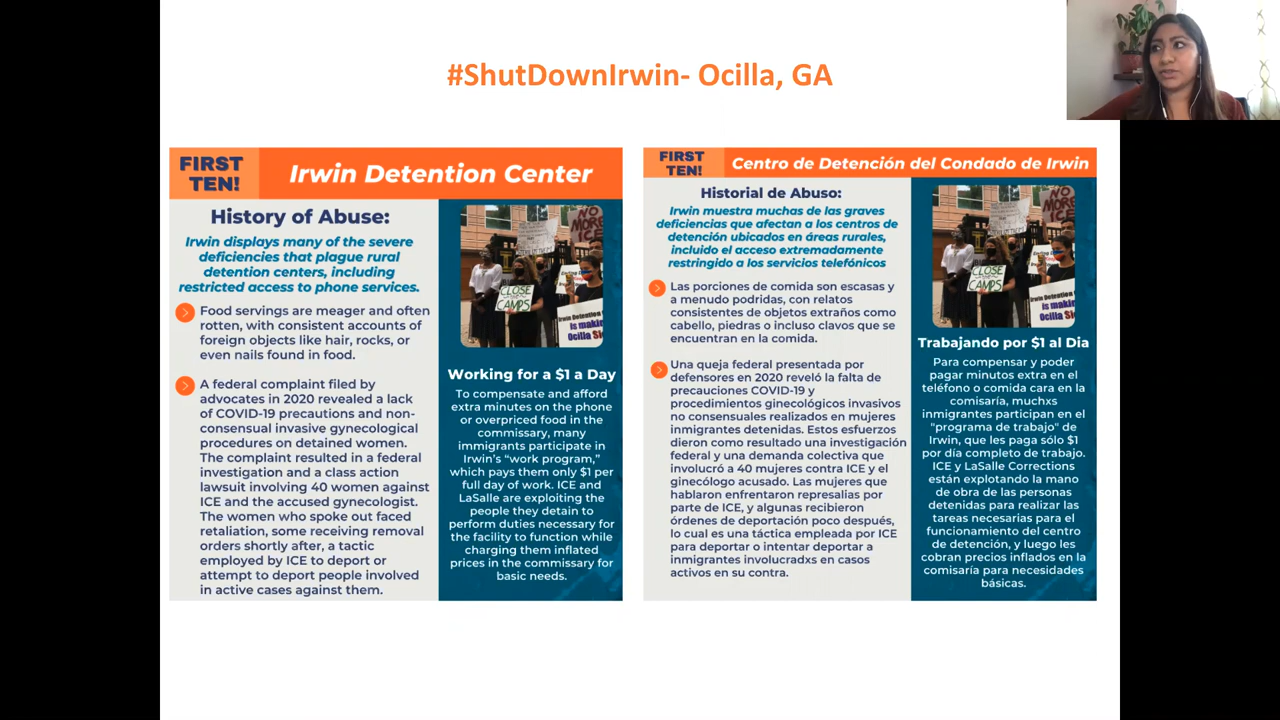 #ShutDownIrwin- Ocilla, GA
FIRST
TEN!
Irwin Detention Center
History of Abuse:
Irwin displays many of the severe
deficiencies that plague rural
detention centers, including
restricted access to phone services.
Food servings are meager and often
rotten, with consistent accounts of
foreign objects like hair, rocks, or
even nails found in food.
A federal complaint filed by
advocates in 2020 revealed a lack
of COVID-19 precautions and non-
consensual invasive gynecological
procedures on detained women.
The complaint resulted in a federal
investigation and a class action
lawsuit involving 40 women against
ICE and the accused gynecologist.
The women who spoke out faced
retaliation, some receiving removal
orders shortly after, a tactic
employed by ICE to deport or
attempt to deport people involved
in active cases against them.
NO
MORE
ICE
CLOSE
CAMPS
Irwin Detention
is maki
Ocilla Si
Working for a $1 a Day
To compensate and afford
extra minutes on the phone
or overpriced food in the
commissary, many
immigrants participate in
Irwin's “work program,”
which pays them only $1 per
full day of work. ICE and
LaSalle are exploiting the
people they detain to
perform duties necessary for
the facility to function while
charging them inflated
prices in the commissary for
basic needs.
FIRST
TEN!
Centro de Detención del Condado de Irwin
Historial de Abuso:
Irwin muestra muchas de las graves
deficiencias que afectan a los centros de
detención ubicados en áreas rurales,
incluido el acceso extremadamente
restringido a los servicios telefónicos
Las porciones de comida son escasas y
a menudo podridas, con relatos
consistentes de objetos extraños como
cabello, piedras o incluso clavos que se
encuentran en la comida.
Una queja federal presentada por
defensores en 2020 reveló la falta de
precauciones COVID-19 y
procedimientos ginecológicos invasivos
no consensuales realizados en mujeres
inmigrantes detenidas. Estos esfuerzos
dieron como resultado una investigación
federal y una demanda colectiva que
involucró a 40 mujeres contra ICE y el
ginecólogo acusado. Las mujeres que
hablaron enfrentaron represalias por
parte de ICE, y algunas recibieron
órdenes de deportación poco después,
lo cual es una táctica empleada por ICE
para deportar o intentar deportar a
inmigrantes involucradxs en casos
activos en su contra.
NO
MORE
ICE
CLOSE
CAMPS
Irwin Detention
is maki
Ocilla Si
Trabajando por $1 al Dia
Para compensar y poder
pagar minutos extra en el
teléfono o comida cara en la
comisaría, muchxs
inmigrantes participan en el
"programa de trabajo" de
Irwin, que les paga sólo $1
por día completo de trabajo.
ICE y LaSalle Corrections
están explotando la mano
de obra de las personas
detenidas para realizar las
tareas necesarias para el
funcionamiento del centro
de detención, y luego les
cobran precios inflados en la
comisaría para necesidades
básicas.